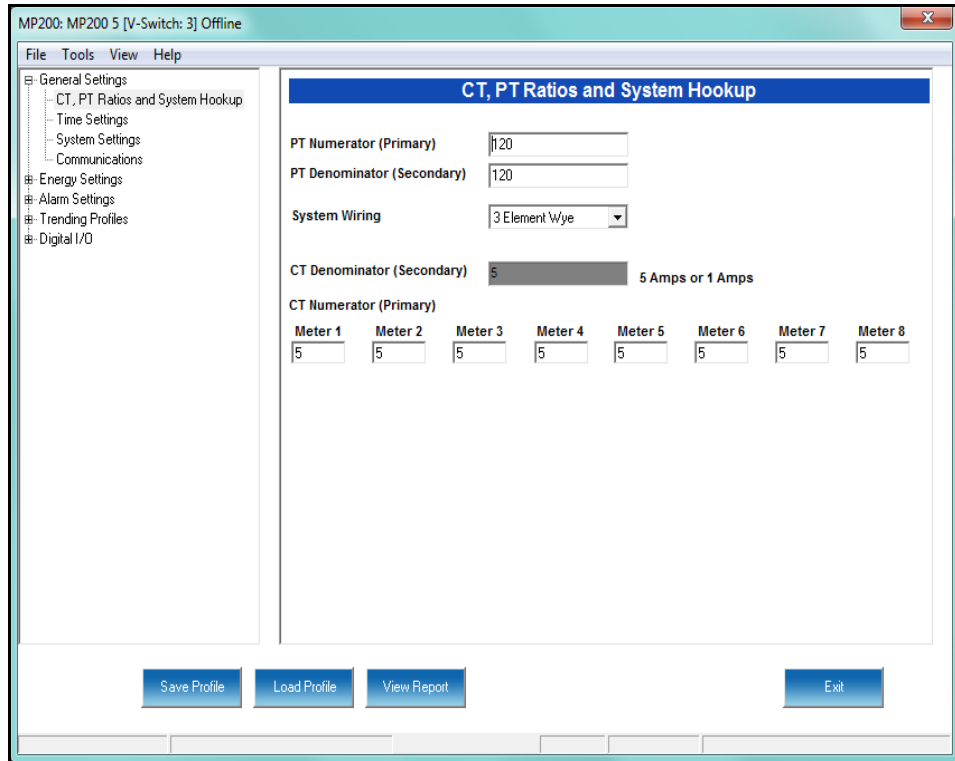 MP200: MP200 5 [V-Switch: 3] Offline
x
File Tools View Help
General Settings
CT, PT Ratios and System Hookup
Time Settings
System Settings
Communications
Energy Settings
Alarm Settings
Trending Profiles
Digital I/O
CT, PT Ratios and System Hookup
PT Numerator (Primary) 120
PT Denominator (Secondary) 120
System Wiring 3 Element Wye
CT Denominator (Secondary) 5 5 Amps or 1 Amps
CT Numerator (Primary)
Meter 1 Meter 2 Meter 3 Meter 4 Meter 5 Meter 6 Meter 7 Meter 8
5 5 5 5 5 5 5 5
Save Profile Load Profile View Report Exit